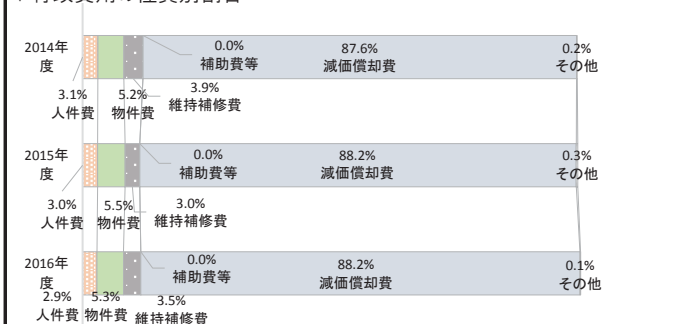 2014年
度
0.0%
補助費等
87.6%
減価償却費
0.2%
その他
3.1%
人件費
5.2%
物件費
3.9%
維持補修費
2015年
度
0.0%
補助費等
88.2%
減価償却費
0.3%
その他
3.0%
人件費
5.5%
物件費
3.0%
維持補修費
2016年
度
0.0%
補助費等
88.2%
減価償却費
0.1%
その他
2.9%
人件費
5.3%
物件費
3.5%
維持補修費